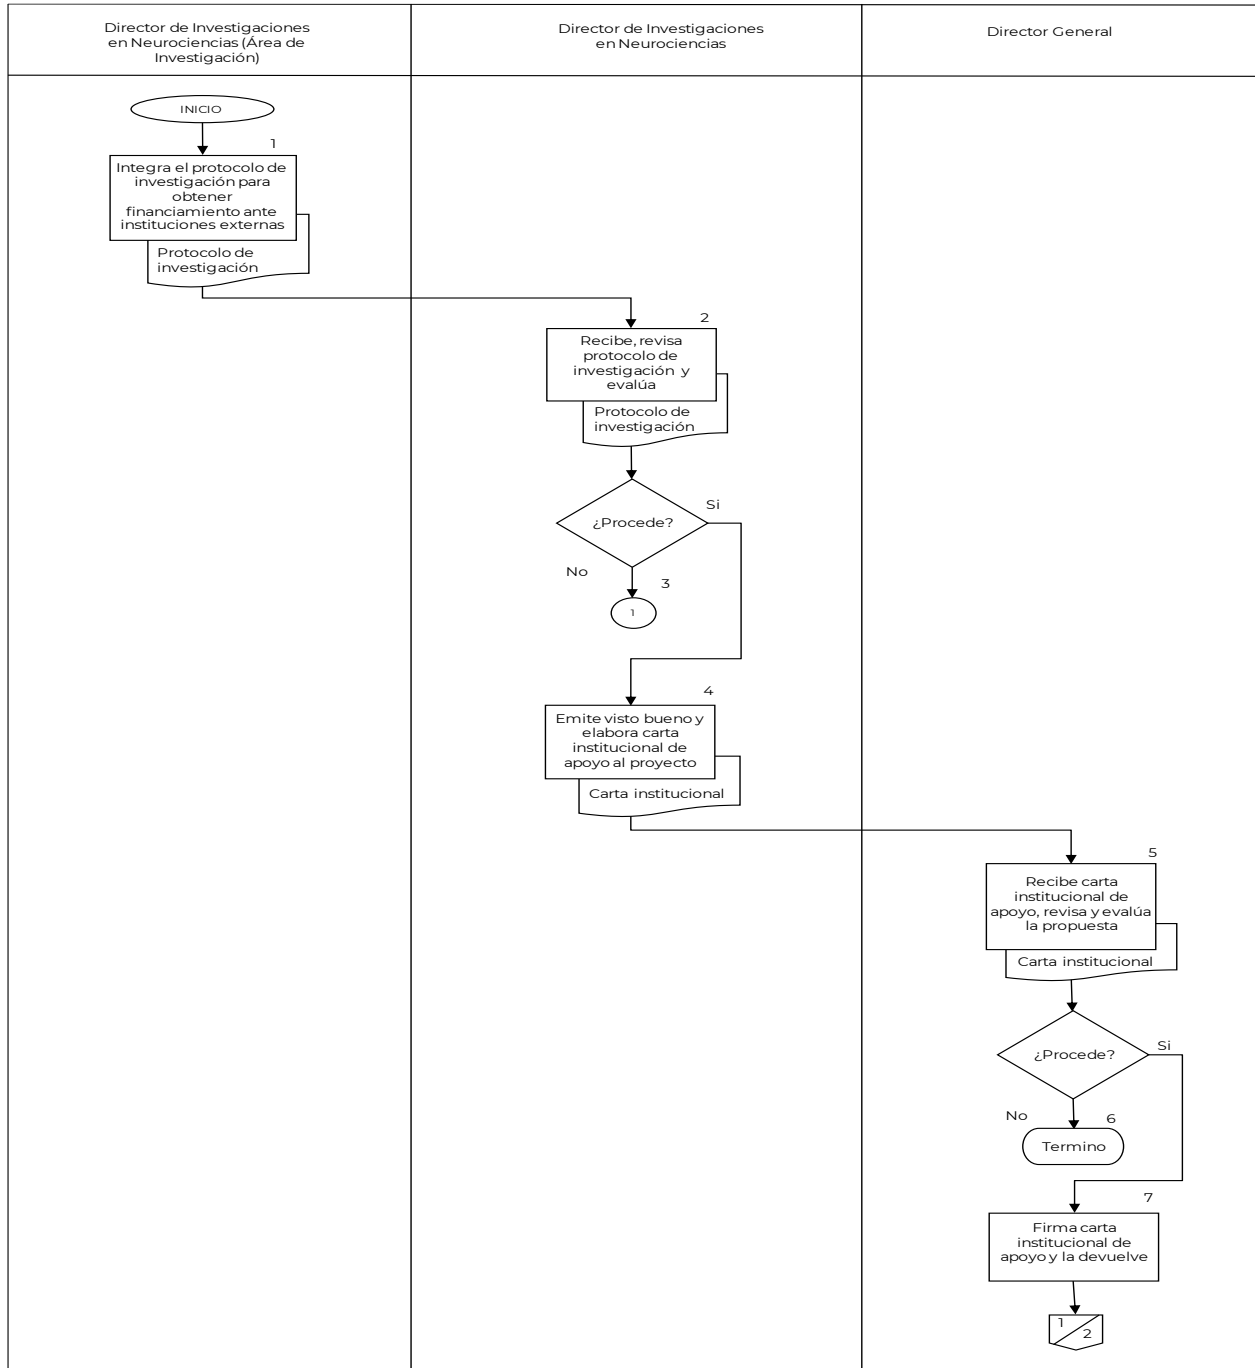 Director de Investigaciones
en Neurociencias (Área de
Investigación)
Director de Investigaciones
en Neurociencias
Director General
INICIO
1
Integra el protocolo de
investigación para
obtener
financiamiento ante
instituciones externas
Protocolo de
investigación
2
Recibe, revisa
protocolo de
investigación y
evalúa
Protocolo de
investigación
¿Procede?
Si
No
3
1
4
Emite visto bueno y
elabora carta
institucional de
apoyo al proyecto
Carta institucional
5
Recibe carta
institucional de
apoyo, revisa y evalúa
la propuesta
Carta institucional
¿Procede?
Si
No
6
Termino
7
Firma carta
institucional de
apoyo y la devuelve
1
2